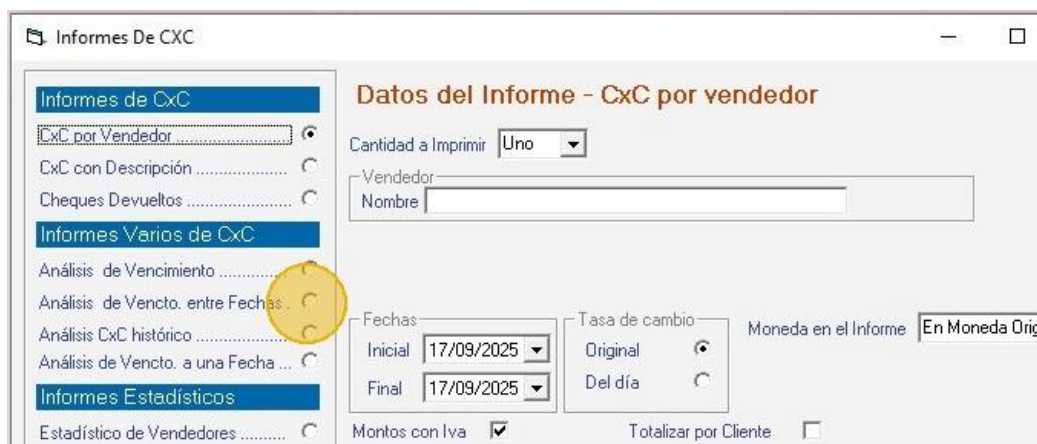 Informes De CXC
Informes de CxC
CxC por Vendedor ........................
CxC con Descripción ...................
Cheques Devueltos ......................
Informes Varios de CxC
Análisis de Vencimiento ..............
Análisis de Vencto. entre Fechas .
Análisis CxC histórico ...................
Análisis de Vencto. a una Fecha ...
Informes Estadísticos
Estadístico de Vendedores ..........
Datos del Informe - CxC por vendedor
Cantidad a Imprimir Uno
Vendedor
Nombre
Fechas
Inicial 17/09/2025
Final 17/09/2025
Tasa de cambio
Original
Del día
Moneda en el Informe En Moneda Orig
Montos con Iva
Totalizar por Cliente